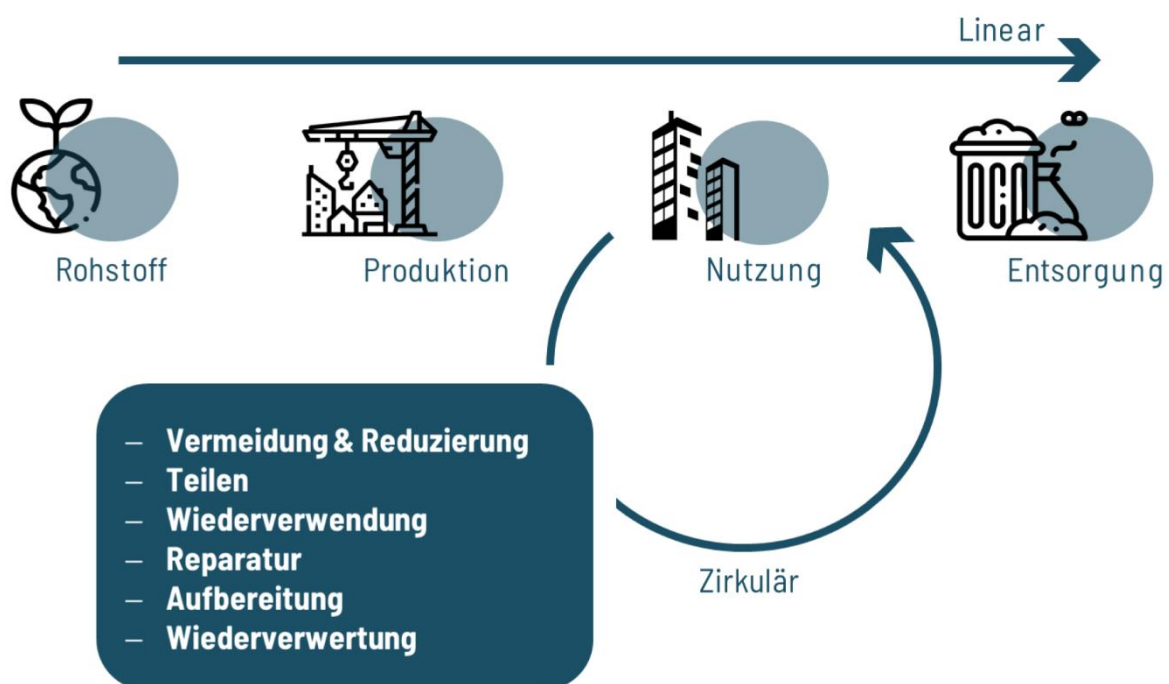 Linear
Rohstoff
Produktion
Nutzung
Entsorgung
– Vermeidung & Reduzierung
– Teilen
– Wiederverwendung
– Reparatur
– Aufbereitung
– Wiederverwertung
Zirkulär